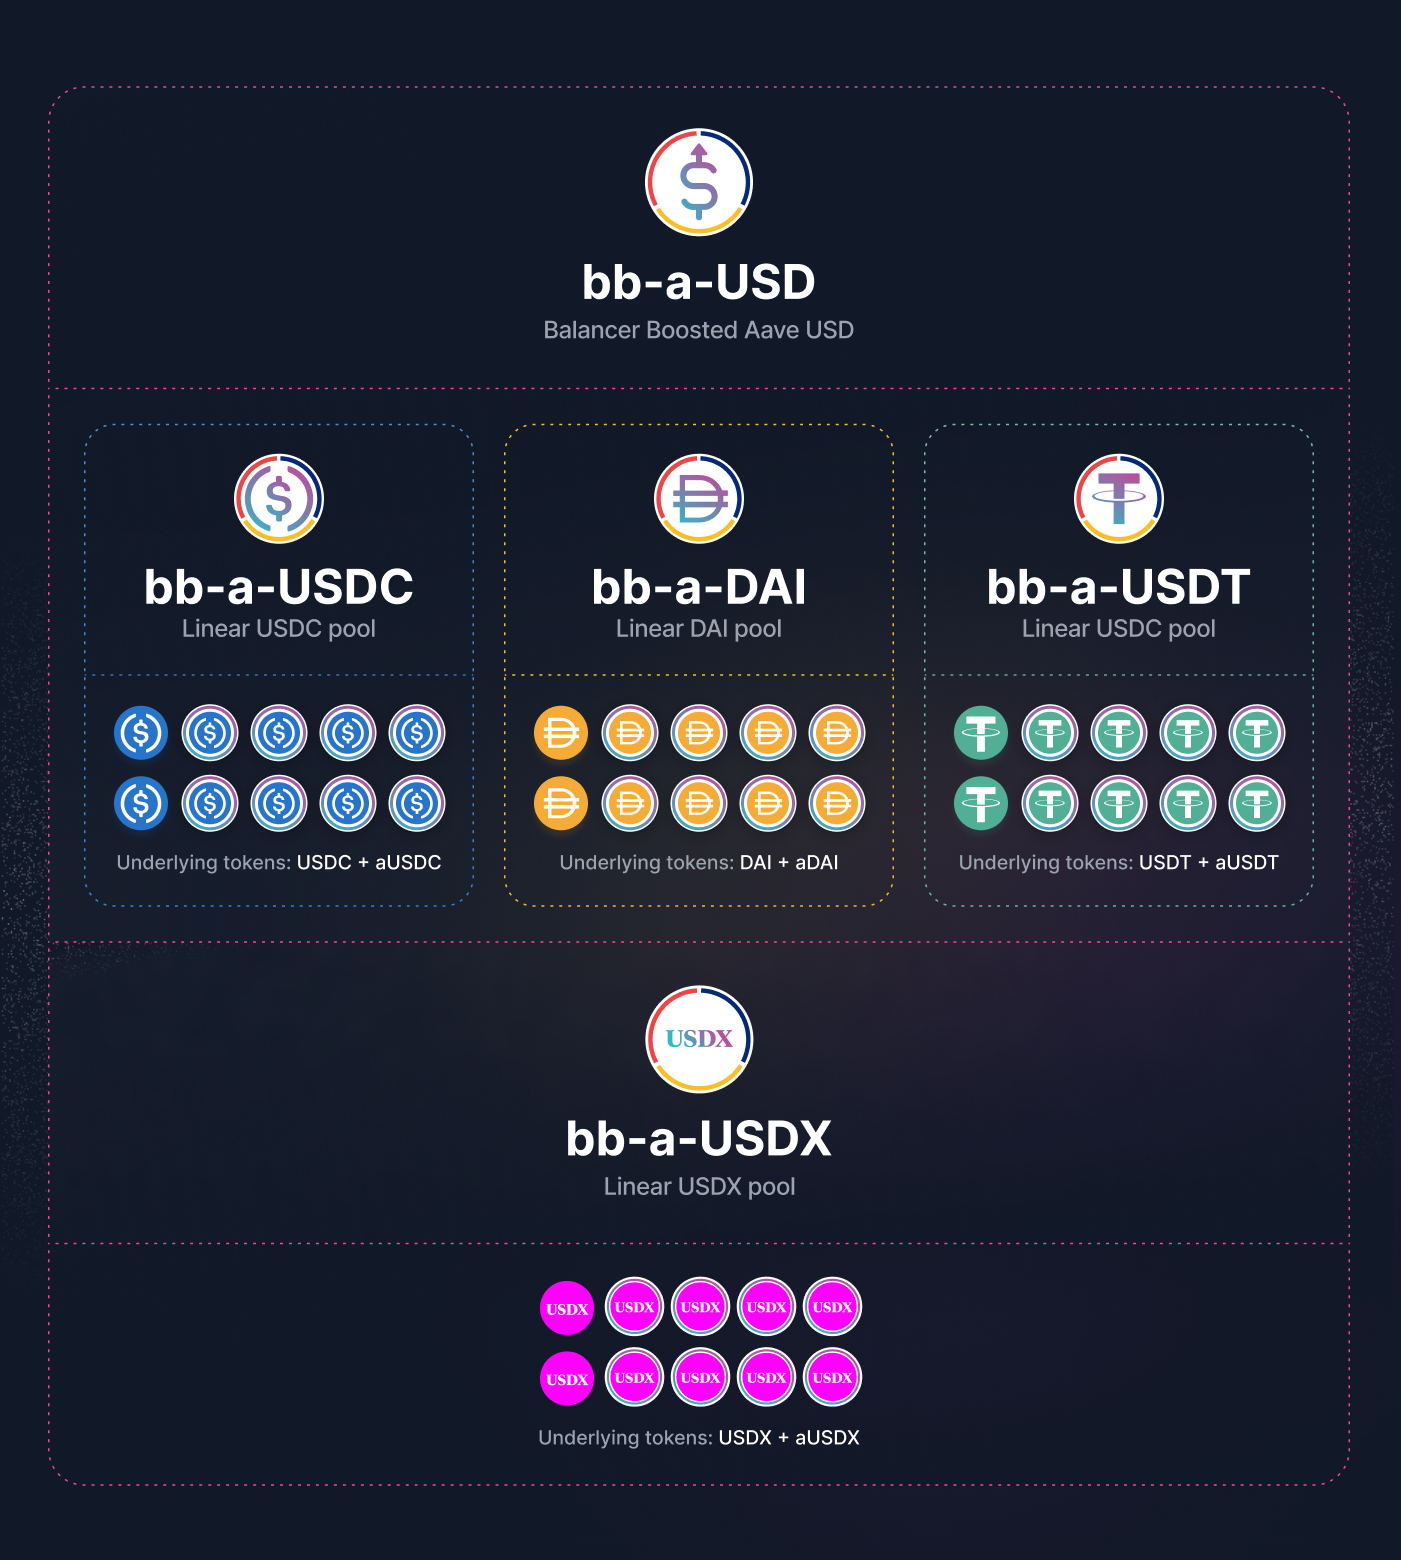 bb-a-USD
Balancer Boosted Aave USD
bb-a-USDC
Linear USDC pool
Underlying tokens: USDC + aUSDC
bb-a-DAI
Linear DAI pool
Underlying tokens: DAI + aDAI
bb-a-USDT
Linear USDC pool
Underlying tokens: USDT + aUSDT
USDX
bb-a-USDX
Linear USDX pool
USDX USDX USDX USDX USDX
USDX USDX USDX USDX USDX
Underlying tokens: USDX + aUSDX